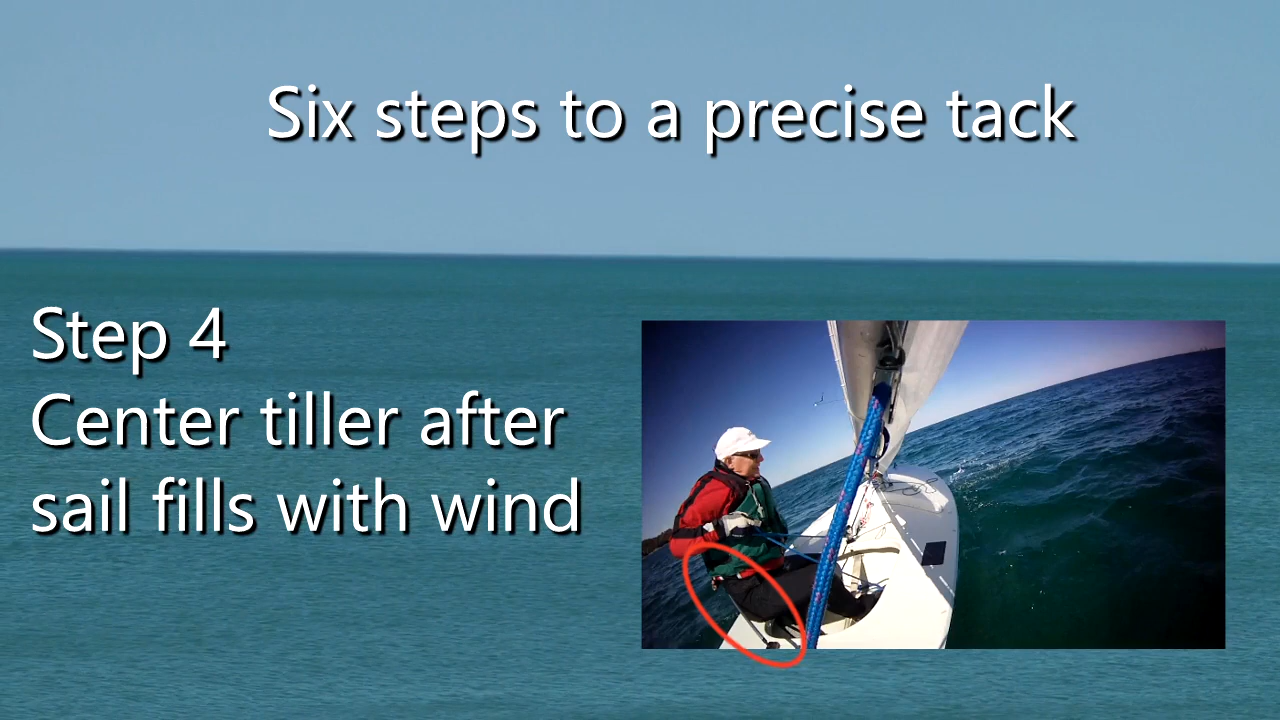 Six steps to a precise tack
Step 4
Center tiller after
sail fills with wind